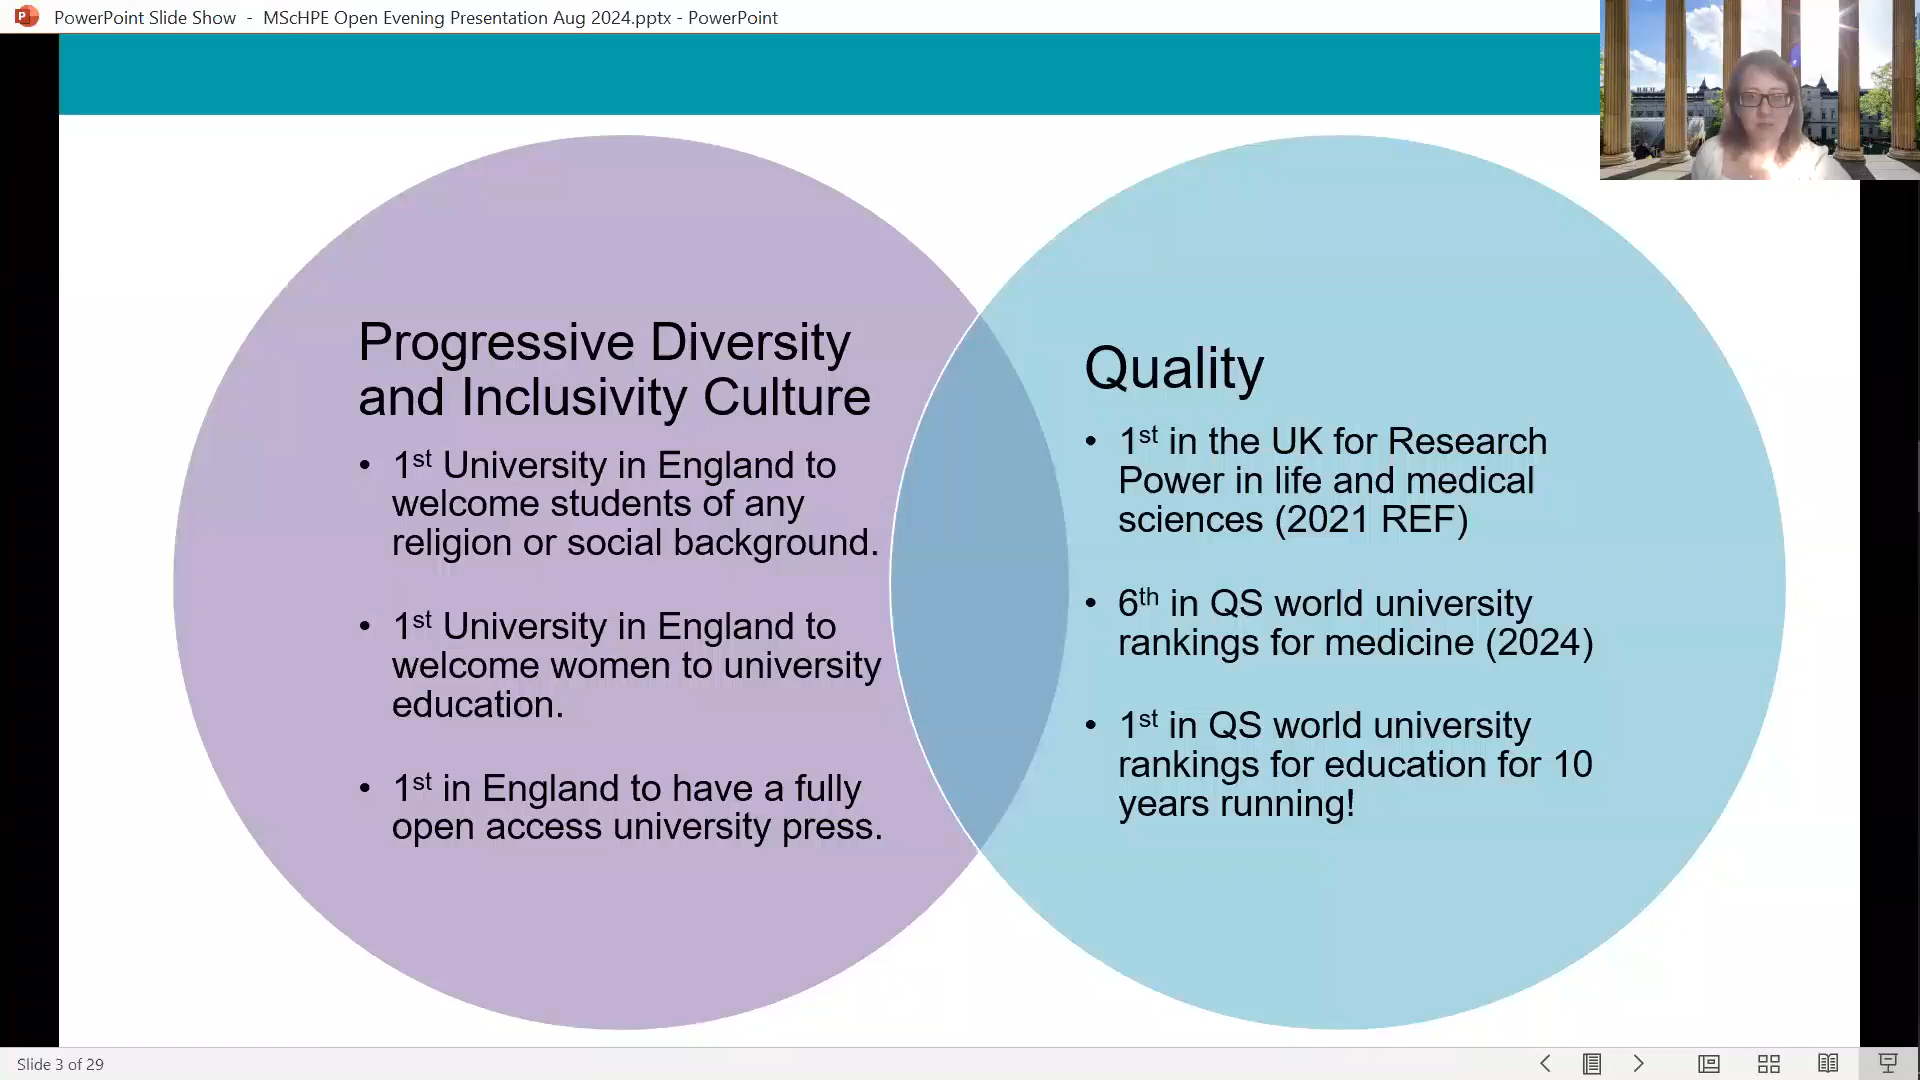 PowerPoint Slide Show - MScHPE Open Evening Presentation Aug 2024.pptx - PowerPoint
Progressive Diversity
and Inclusivity Culture
• 1st University in England to
welcome students of any
religion or social background.
• 1st University in England to
welcome women to university
education.
• 1st in England to have a fully
open access university press.
Quality
• 1st in the UK for Research
Power in life and medical
sciences (2021 REF)
• 6th in QS world university
rankings for medicine (2024)
• 1st in QS world university
rankings for education for 10
years running!
Slide 3 of 29